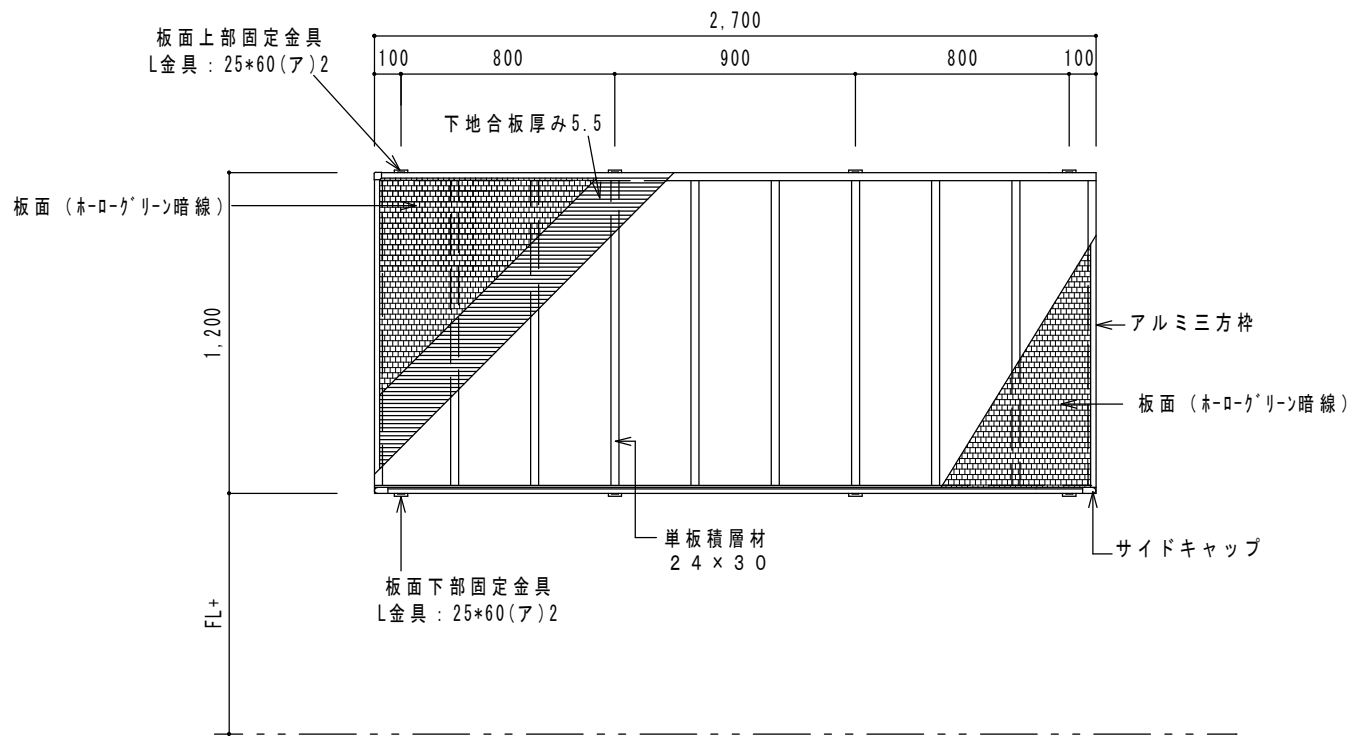 2,700
板面上部固定金具
L金具：25*60(ア)2
100
800
900
800
100
下地合板厚み5.5
板面 (ﾎｰﾛｰｸﾞﾘｰﾝ暗線)
1,200
アルミ三方枠
板面 (ﾎｰﾛｰｸﾞﾘｰﾝ暗線)
単板積層材
２４×３０
サイドキャップ
板面下部固定金具
L金具：25*60(ア)2
FL+